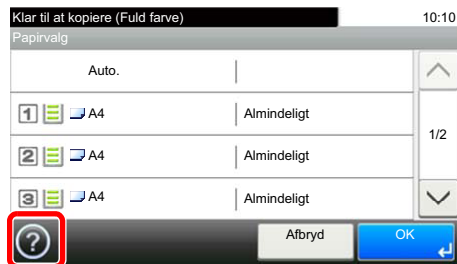 Klar til at kopiere (Fuld farve) 10:10
Papirvalg
Auto.
1 A4 Almindeligt
1/2
2 A4 Almindeligt
3 A4 Almindeligt
? Afbryd OK